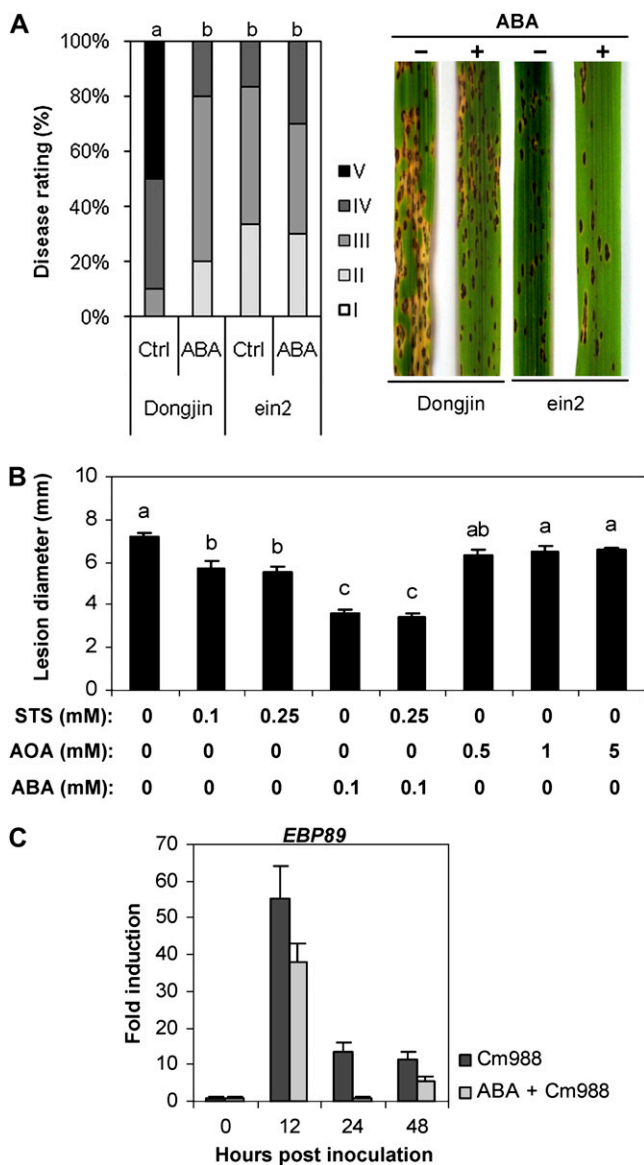 A
a b b b
100%
80%
60%
40%
20%
0%
Disease rating (%)
V
IV
III
II
I
Ctrl ABA Ctrl ABA
Dongjin ein2
ABA
– + – +
Dongjin ein2
B
Lesion diameter (mm)
10
8
6
4
2
0
a b b c c ab a a
STS (mM): 0 0.1 0.25 0 0.25 0 0 0
AOA (mM): 0 0 0 0 0 0.5 1 5
ABA (mM): 0 0 0 0.1 0.1 0 0 0
C
EBP89
Fold induction
70
60
50
40
30
20
10
0
0 12 24 48
Hours post inoculation
Cm988
ABA + Cm988